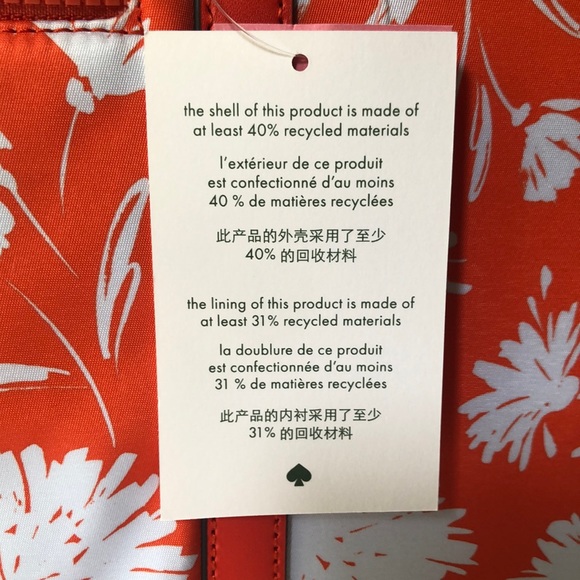 the shell of this product is made of
at least 40% recycled materials
l'extérieur de ce produit
est confectionné d'au moins
40 % de matières recyclées
此产品的外壳采用了至少
40% 的回收材料
the lining of this product is made of
at least 31% recycled materials
la doublure de ce produit
est confectionnée d'au moins
31 % de matières recyclées
此产品的内衬采用了至少
31% 的回收材料